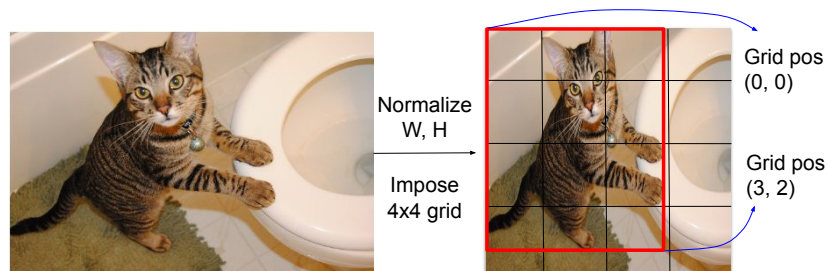 Normalize
W, H
Impose
4x4 grid
Grid pos
(0, 0)
Grid pos
(3, 2)